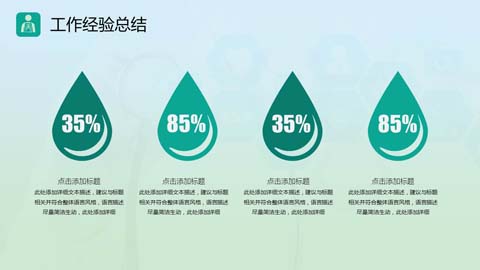 工作经验总结
35%
85%
35%
85%
点击添加标题
此处添加详细文本描述，建议与标题
相关并符合整体语言风格，语言描述
尽量简洁生动，此处添加详细
点击添加标题
此处添加详细文本描述，建议与标题
相关并符合整体语言风格，语言描述
尽量简洁生动，此处添加详细
点击添加标题
此处添加详细文本描述，建议与标题
相关并符合整体语言风格，语言描述
尽量简洁生动，此处添加详细
点击添加标题
此处添加详细文本描述，建议与标题
相关并符合整体语言风格，语言描述
尽量简洁生动，此处添加详细